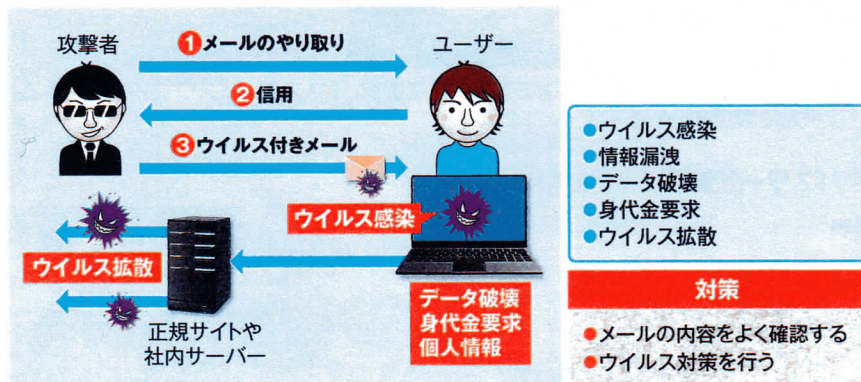 攻撃者
ユーザー
①メールのやり取り
②信用
③ウイルス付きメール
ウイルス感染
ウイルス拡散
データ破壊
身代金要求
個人情報
正規サイトや
社内サーバー
●ウイルス感染
●情報漏洩
●データ破壊
●身代金要求
●ウイルス拡散
対策
●メールの内容をよく確認する
●ウイルス対策を行う